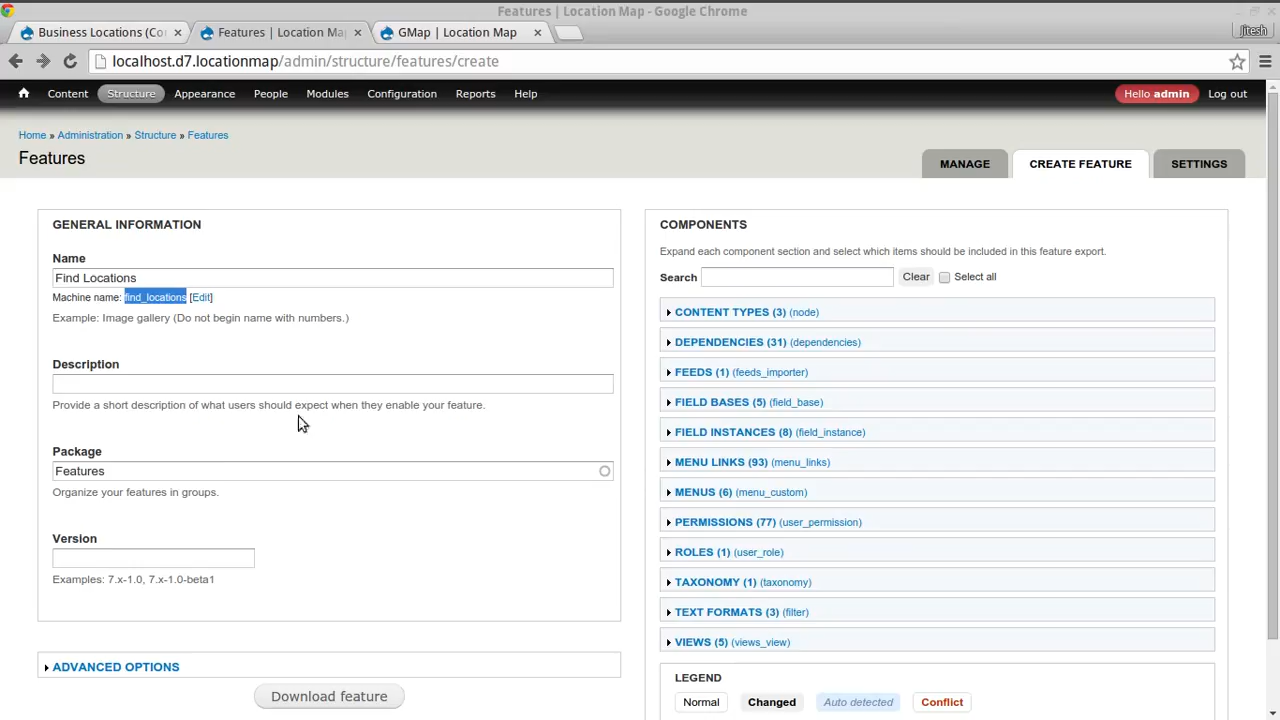 Features | Location Map - Google Chrome
Business Locations (Co
Features | Location Ma
GMap | Location Map
jitesh
localhost.d7.locationmap/admin/structure/features/create
Content Structure Appearance People Modules Configuration Reports Help
Hello admin Log out
Home » Administration » Structure » Features
Features
MANAGE CREATE FEATURE SETTINGS
GENERAL INFORMATION
Name
Find Locations
Machine name: find_locations [Edit]
Example: Image gallery (Do not begin name with numbers.)
Description
Provide a short description of what users should expect when they enable your feature.
Package
Features
Organize your features in groups.
Version
Examples: 7.x-1.0, 7.x-1.0-beta1
ADVANCED OPTIONS
Download feature
COMPONENTS
Expand each component section and select which items should be included in this feature export.
Search Clear Select all
CONTENT TYPES (3) (node)
DEPENDENCIES (31) (dependencies)
FEEDS (1) (feeds_importer)
FIELD BASES (5) (field_base)
FIELD INSTANCES (8) (field_instance)
MENU LINKS (93) (menu_links)
MENUS (6) (menu_custom)
PERMISSIONS (77) (user_permission)
ROLES (1) (user_role)
TAXONOMY (1) (taxonomy)
TEXT FORMATS (3) (filter)
VIEWS (5) (views_view)
LEGEND
Normal Changed Auto detected Conflict